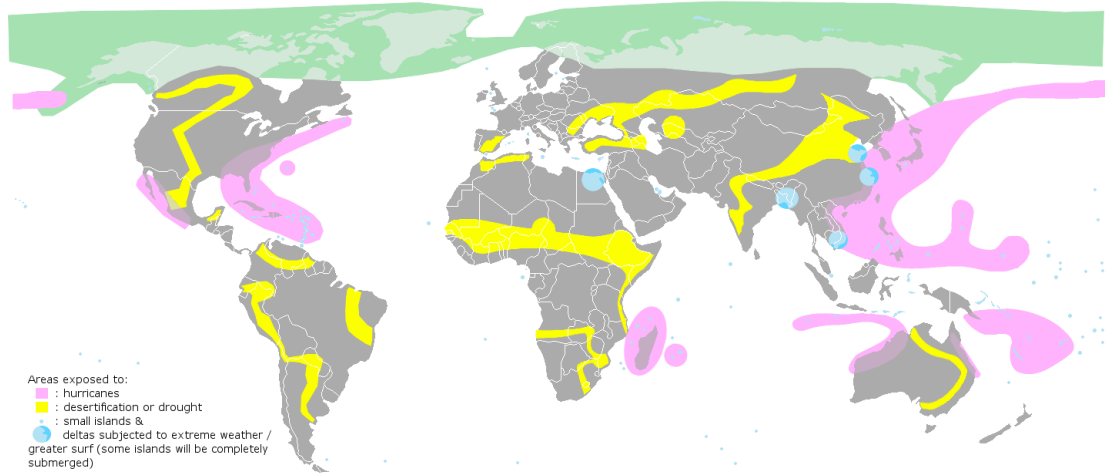 Areas exposed to:
: hurricanes
: desertification or drought
: small islands &
deltas subjected to extreme weather /
greater surf (some islands will be completely
submerged)